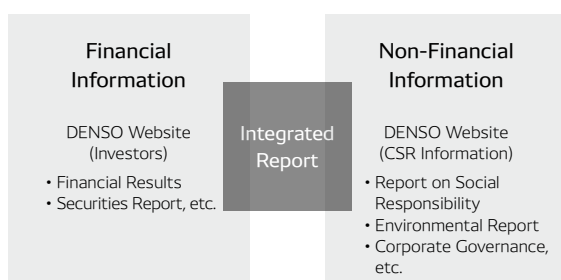 Financial
Information
DENSO Website
(Investors)
• Financial Results
• Securities Report, etc.
Integrated
Report
Non-Financial
Information
DENSO Website
(CSR Information)
• Report on Social
Responsibility
• Environmental Report
• Corporate Governance,
etc.